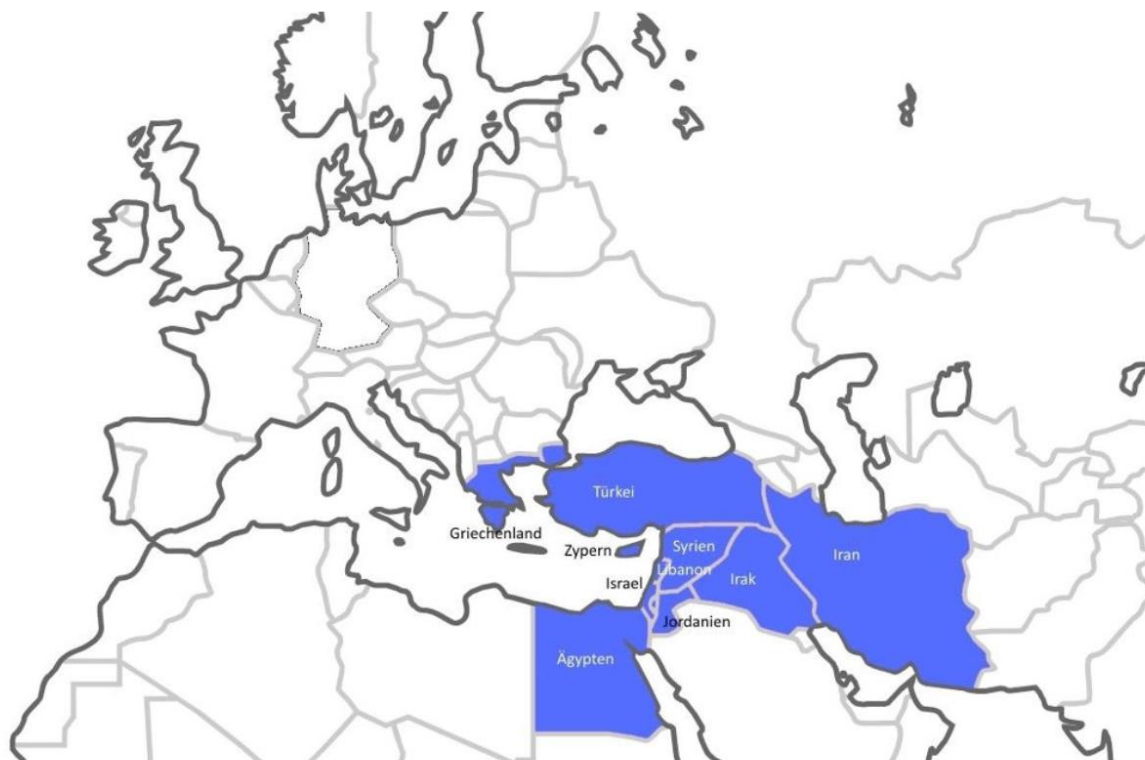 Türkei
Griechenland
Zypern
Syrien
Libanon
Iran
Israel
Irak
Jordanien
Ägypten